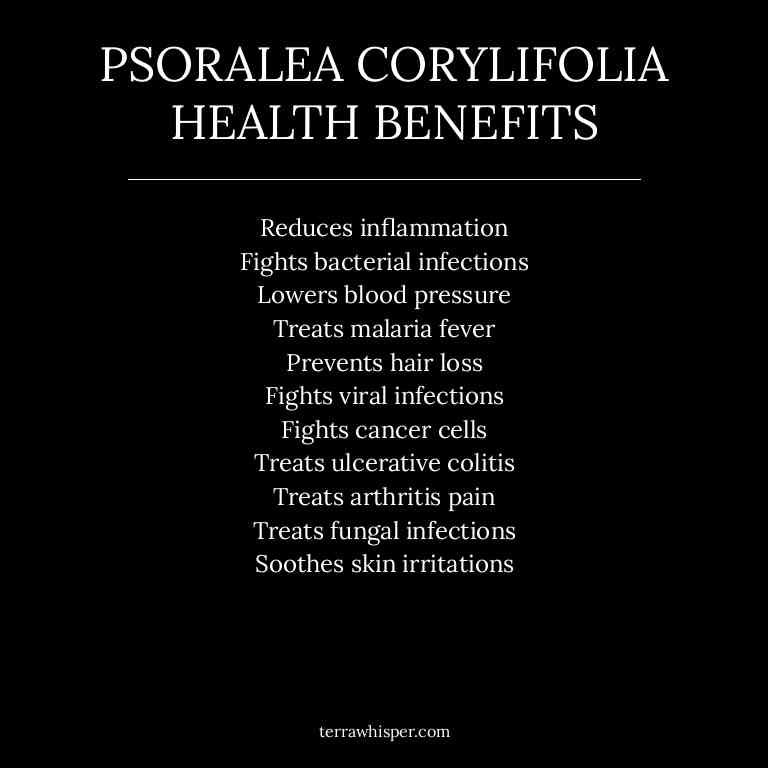 PSORALEA CORYLIFOLIA
HEALTH BENEFITS
Reduces inflammation
Fights bacterial infections
Lowers blood pressure
Treats malaria fever
Prevents hair loss
Fights viral infections
Fights cancer cells
Treats ulcerative colitis
Treats arthritis pain
Treats fungal infections
Soothes skin irritations
terrawhisper.com